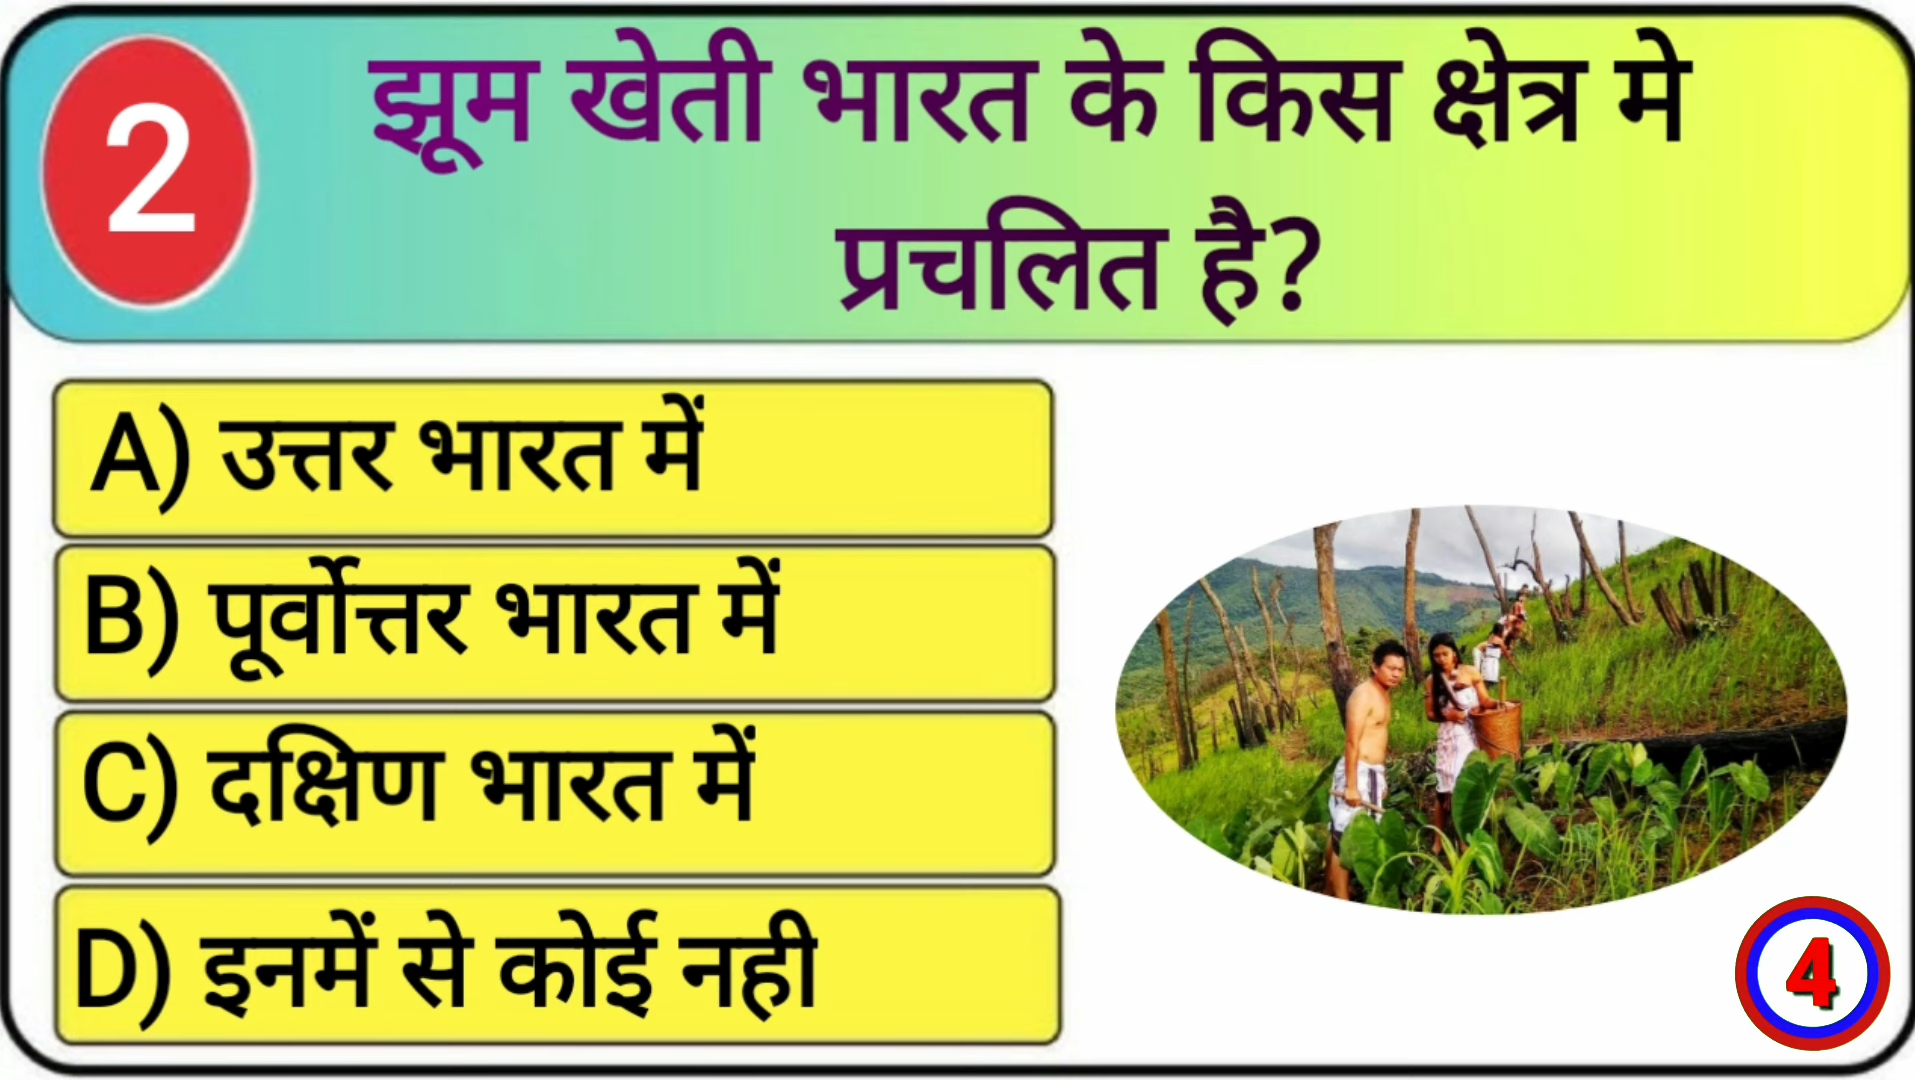 2
झूम खेती भारत के किस क्षेत्र मे
प्रचलित है?
A) उत्तर भारत में
B) पूर्वोत्तर भारत में
C) दक्षिण भारत में
D) इनमें से कोई नही
4